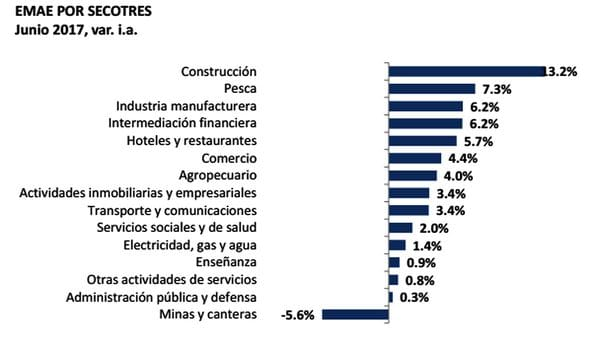 EMAE POR SECOTRES
Junio 2017, var. i.a.
Construcción 13.2%
Pesca 7.3%
Industria manufacturera 6.2%
Intermediación financiera 6.2%
Hoteles y restaurantes 5.7%
Comercio 4.4%
Agropecuario 4.0%
Actividades inmobiliarias y empresariales 3.4%
Transporte y comunicaciones 3.4%
Servicios sociales y de salud 2.0%
Electricidad, gas y agua 1.4%
Enseñanza 0.9%
Otras actividades de servicios 0.8%
Administración pública y defensa 0.3%
Minas y canteras -5.6%